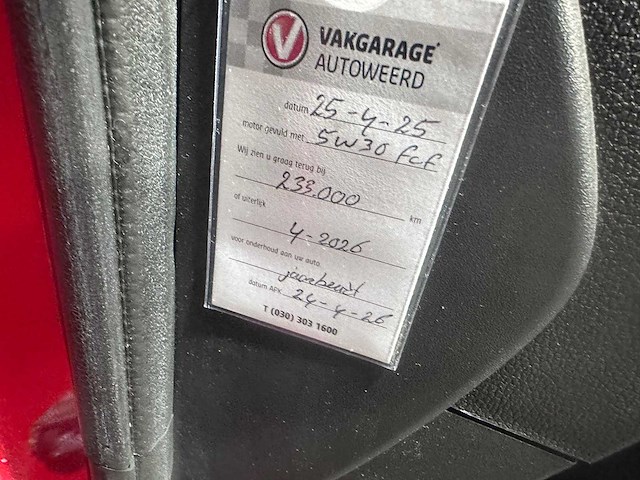 V VAKGARAGE
AUTOWEERD
datum 25-4-25
motor gevuld met 5W30 fcf
Wij zien u graag terug bij
233.000 km
of uiterlijk
4-2026
voor onderhoud aan uw auto.
jaarbeurt
datum APK 24-4-26
T (030) 303 1600